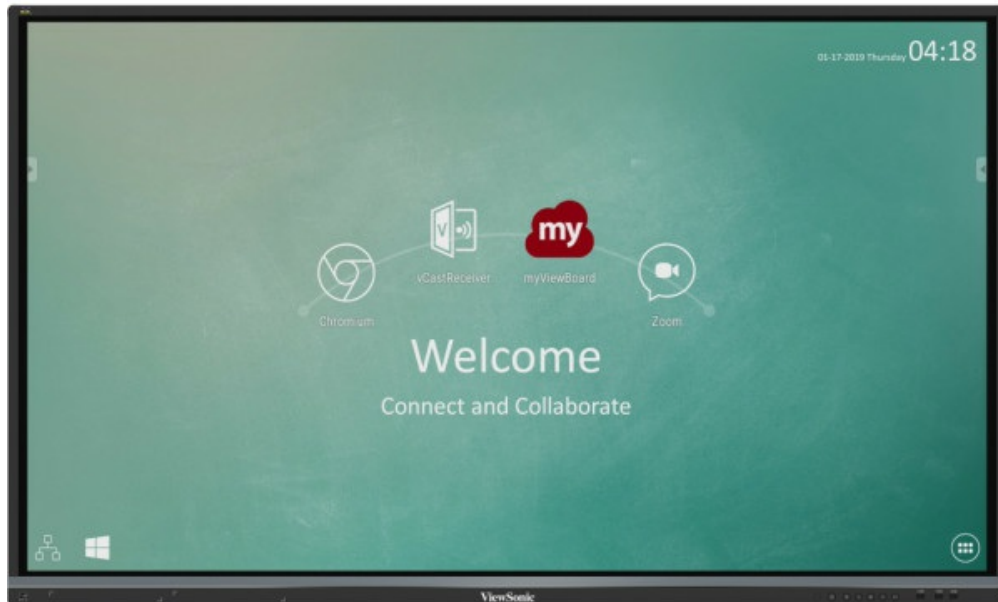 01-17-2019 Thursday 04:18
V
my
vCastReceiver
myViewBoard
Chromium
Zoom
Welcome
Connect and Collaborate
ViewSonic